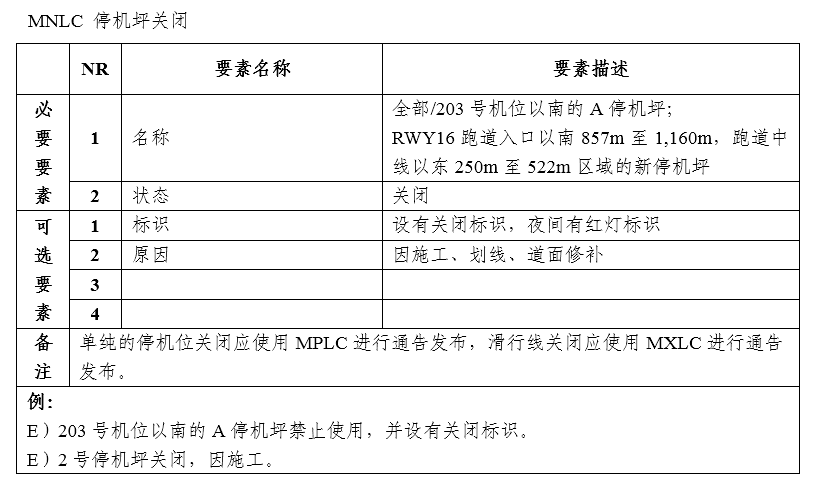 MNLC 停机坪关闭
NR 要素名称 要素描述
必要要素
1 名称 全部/203 号机位以南的 A 停机坪；
RWY16 跑道入口以南 857m 至 1,160m，跑道中
线以东 250m 至 522m 区域的新停机坪
2 状态 关闭
可选要素
1 标识 设有关闭标识，夜间有红灯标识
2 原因 因施工、划线、道面修补
3
4
备注
单纯的停机位关闭应使用 MPLC 进行通告发布，滑行线关闭应使用 MXLC 进行通告
发布。
例：
E）203 号机位以南的 A 停机坪禁止使用，并设有关闭标识。
E）2 号停机坪关闭，因施工。